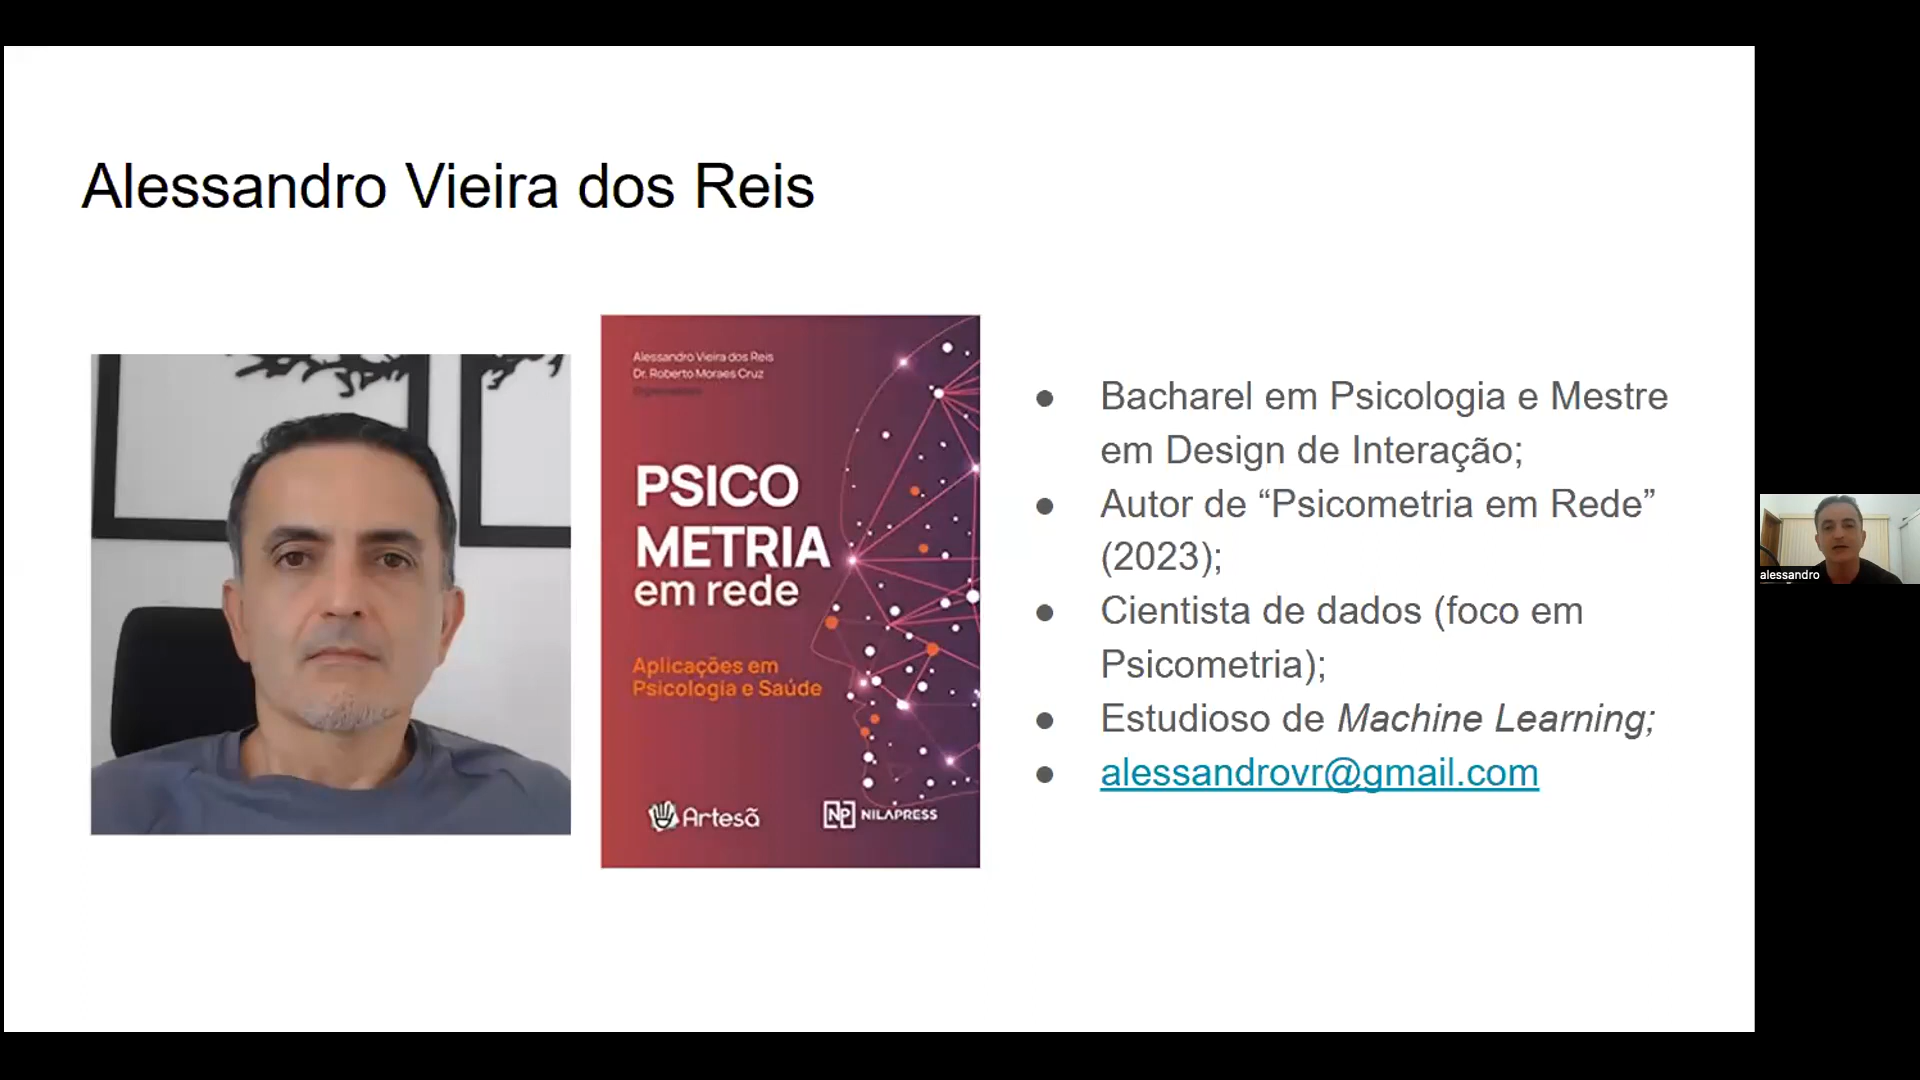 Alessandro Vieira dos Reis
Alessandro Vieira dos Reis
Dr. Roberto Moraes Cruz
PSICO
METRIA
em rede
Aplicações em
Psicologia e Saúde
Artesã
NP NILAPRESS
● Bacharel em Psicologia e Mestre
em Design de Interação;
● Autor de “Psicometria em Rede”
(2023);
● Cientista de dados (foco em
Psicometria);
● Estudioso de Machine Learning;
● alessandrovr@gmail.com
alessandro